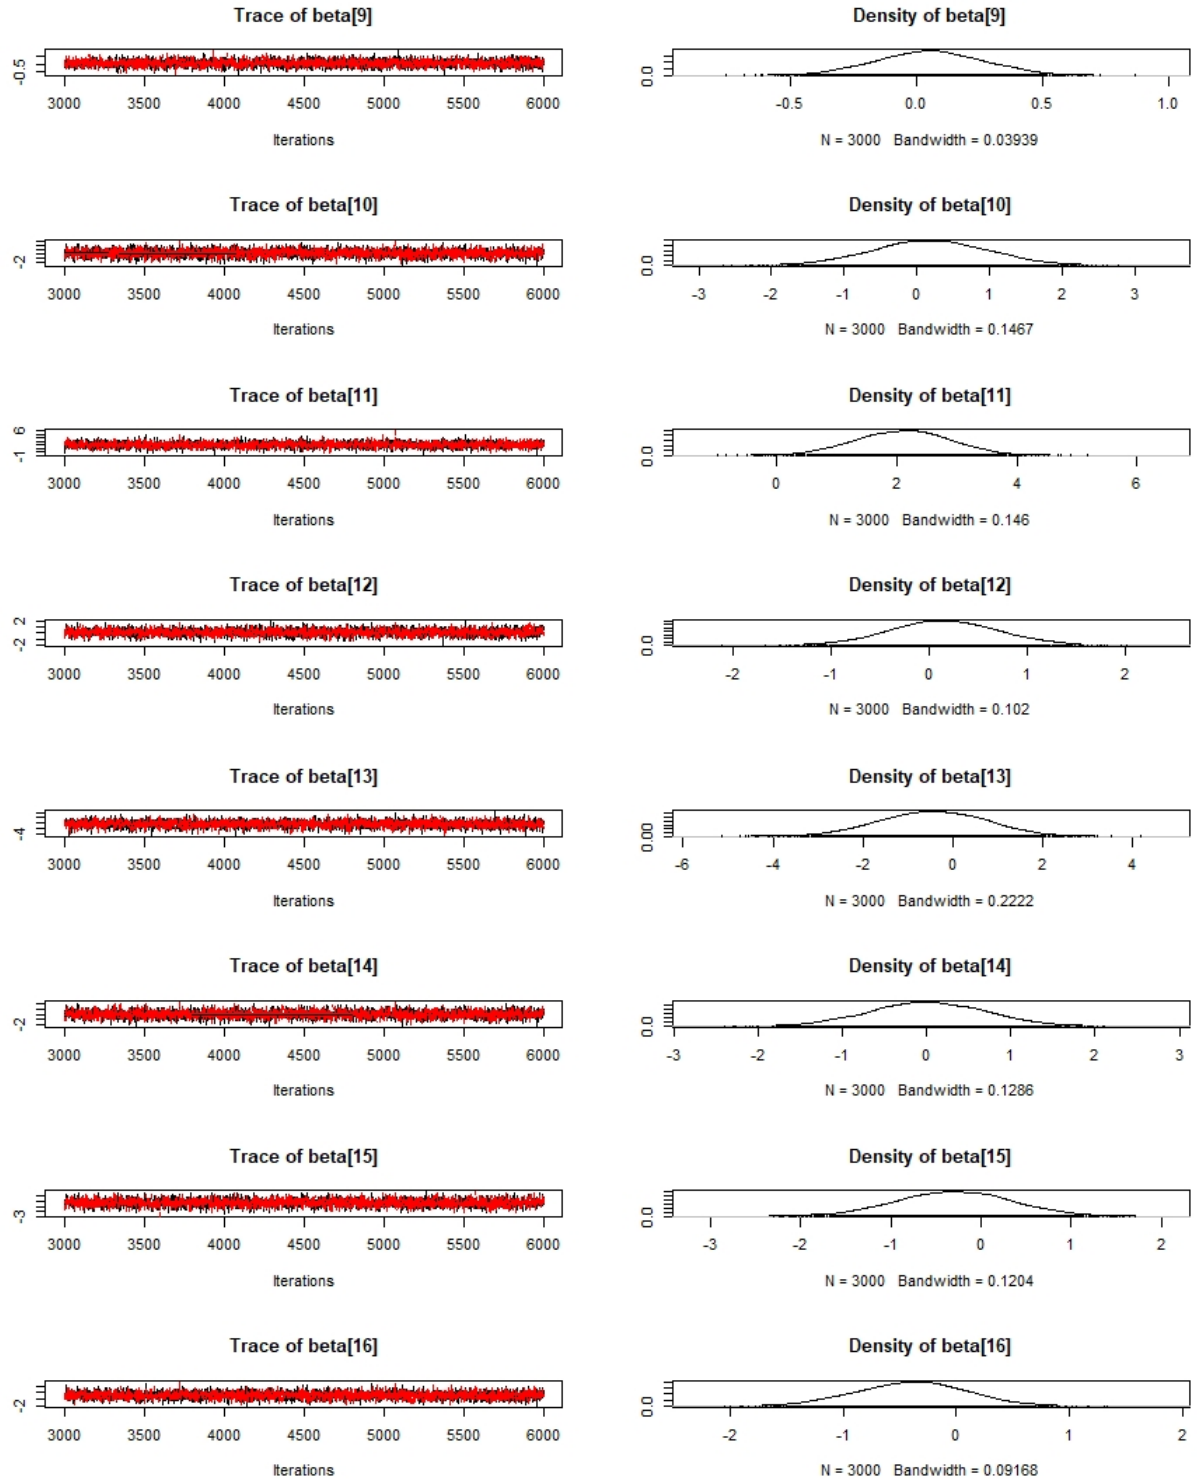 Trace of beta[9]
Density of beta[9]
-0.5
0.0
3000 3500 4000 4500 5000 5500 6000
-0.5 0.0 0.5 1.0
Iterations
N = 3000 Bandwidth = 0.03939
Trace of beta[10]
Density of beta[10]
-2
0.0
3000 3500 4000 4500 5000 5500 6000
-3 -2 -1 0 1 2 3
Iterations
N = 3000 Bandwidth = 0.1467
Trace of beta[11]
Density of beta[11]
6
-1
0.0
3000 3500 4000 4500 5000 5500 6000
0 2 4 6
Iterations
N = 3000 Bandwidth = 0.146
Trace of beta[12]
Density of beta[12]
2
-2
0.0
3000 3500 4000 4500 5000 5500 6000
-2 -1 0 1 2
Iterations
N = 3000 Bandwidth = 0.102
Trace of beta[13]
Density of beta[13]
-4
0.00
3000 3500 4000 4500 5000 5500 6000
-6 -4 -2 0 2 4
Iterations
N = 3000 Bandwidth = 0.2222
Trace of beta[14]
Density of beta[14]
-2
0.0
3000 3500 4000 4500 5000 5500 6000
-3 -2 -1 0 1 2 3
Iterations
N = 3000 Bandwidth = 0.1286
Trace of beta[15]
Density of beta[15]
-3
0.0
3000 3500 4000 4500 5000 5500 6000
-3 -2 -1 0 1 2
Iterations
N = 3000 Bandwidth = 0.1204
Trace of beta[16]
Density of beta[16]
-2
0.0
3000 3500 4000 4500 5000 5500 6000
-2 -1 0 1 2
Iterations
N = 3000 Bandwidth = 0.09168